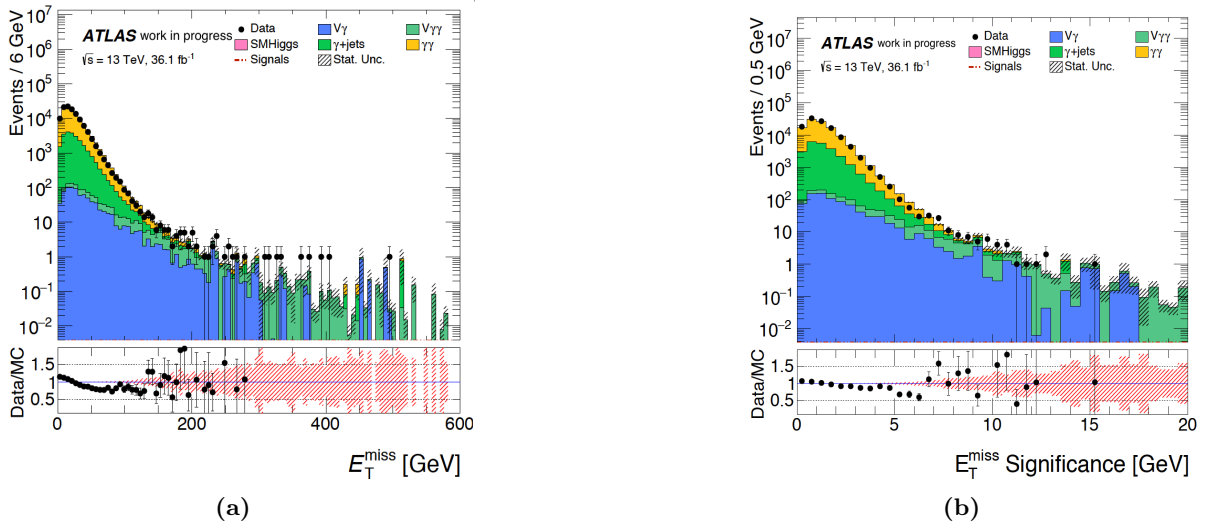 Events / 6 GeV
10⁷
10⁶
10⁵
10⁴
10³
10²
10
1
10⁻¹
10⁻²
ATLAS work in progress
√s = 13 TeV, 36.1 fb⁻¹
Data Vγ Vγγ
SMHiggs γ+jets γγ
Signals Stat. Unc.
Data/MC
1.5
1
0.5
0 200 300 400 500 600
E_T^miss [GeV]
(a)
Events / 0.5 GeV
10⁷
10⁶
10⁵
10⁴
10³
10²
10
1
10⁻¹
10⁻²
ATLAS work in progress
√s = 13 TeV, 36.1 fb⁻¹
Data Vγ Vγγ
SMHiggs γ+jets γγ
Signals Stat. Unc.
Data/MC
1.5
1
0.5
0 5 10 15 20
E_T^miss Significance [GeV]
(b)